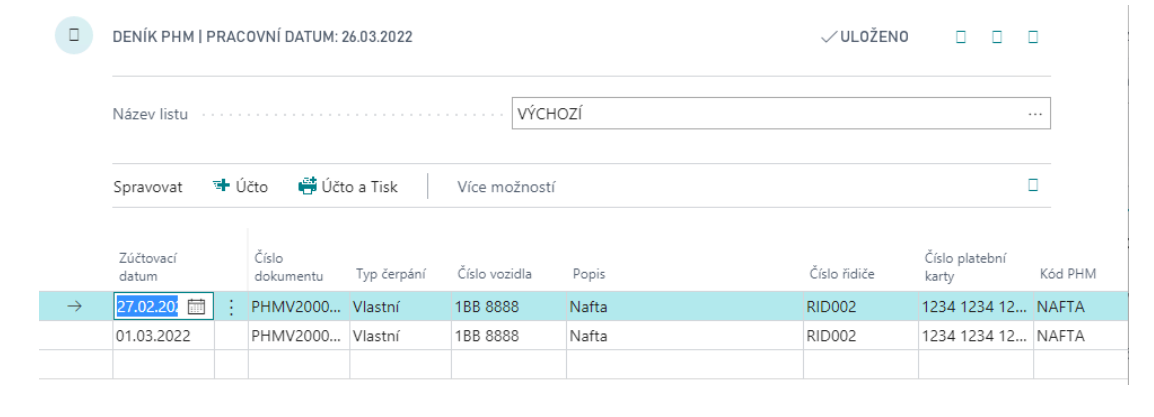 DENÍK PHM | PRACOVNÍ DATUM: 26.03.2022 ULOŽENO
Název listu VÝCHOZÍ ...
Spravovat Účto Účto a Tisk Více možností
Zúčtovací datum Číslo dokumentu Typ čerpání Číslo vozidla Popis Číslo řidiče Číslo platební karty Kód PHM
27.02.20 PHMV2000... Vlastní 1BB 8888 Nafta RID002 1234 1234 12... NAFTA
01.03.2022 PHMV2000... Vlastní 1BB 8888 Nafta RID002 1234 1234 12... NAFTA